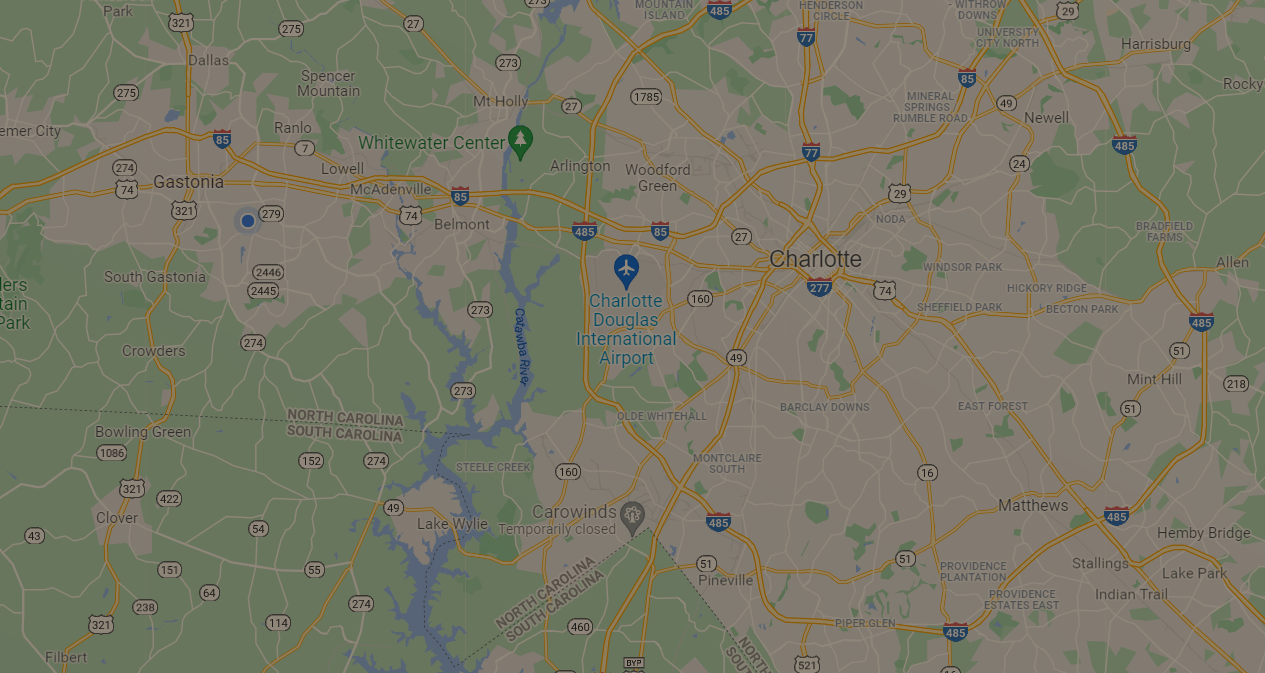 273
MOUNTAIN
ISLAND
485
HENDERSON
CIRCLE
WITHROW
DOWNS
29
Park
321
275
27
77
UNIVERSITY
CITY NORTH
Harrisburg
Dallas
273
85
Spencer
Mountain
275
Mt Holly
27
1785
MINERAL
SPRINGS
RUMBLE ROAD
49
Rocky
Newell
emer City
85
Ranlo
7
Whitewater Center
77
485
274
Lowell
Arlington
Woodford
Green
24
74
Gastonia
McAdenville
85
29
321
279
74
Belmont
485
85
27
NODA
BRADFIELD
FARMS
Charlotte
Allen
South Gastonia
2446
2445
WINDSOR PARK
277
74
HICKORY RIDGE
BECTON PARK
ders
tain
Park
Charlotte
Douglas
International
Airport
160
SHEFFIELD PARK
273
485
Catawba River
274
Crowders
49
51
Mint Hill
218
273
NORTH CAROLINA
SOUTH CAROLINA
OLDE WHITEHALL
BARCLAY DOWNS
EAST FOREST
51
Bowling Green
1086
152
274
STEELE CREEK
160
MONTCLAIRE
SOUTH
16
321
422
49
Lake Wylie
Carowinds
Temporarily closed
485
Matthews
485
Clover
54
43
Hemby Bridge
151
55
51
Pineville
51
PROVIDENCE
PLANTATION
Stallings
Lake Park
64
274
NORTH CAROLINA
SOUTH CAROLINA
PROVIDENCE
ESTATES EAST
Indian Trail
238
321
114
460
PIPER GLEN
485
Filbert
BYP
521
NORTH
SOUT
16